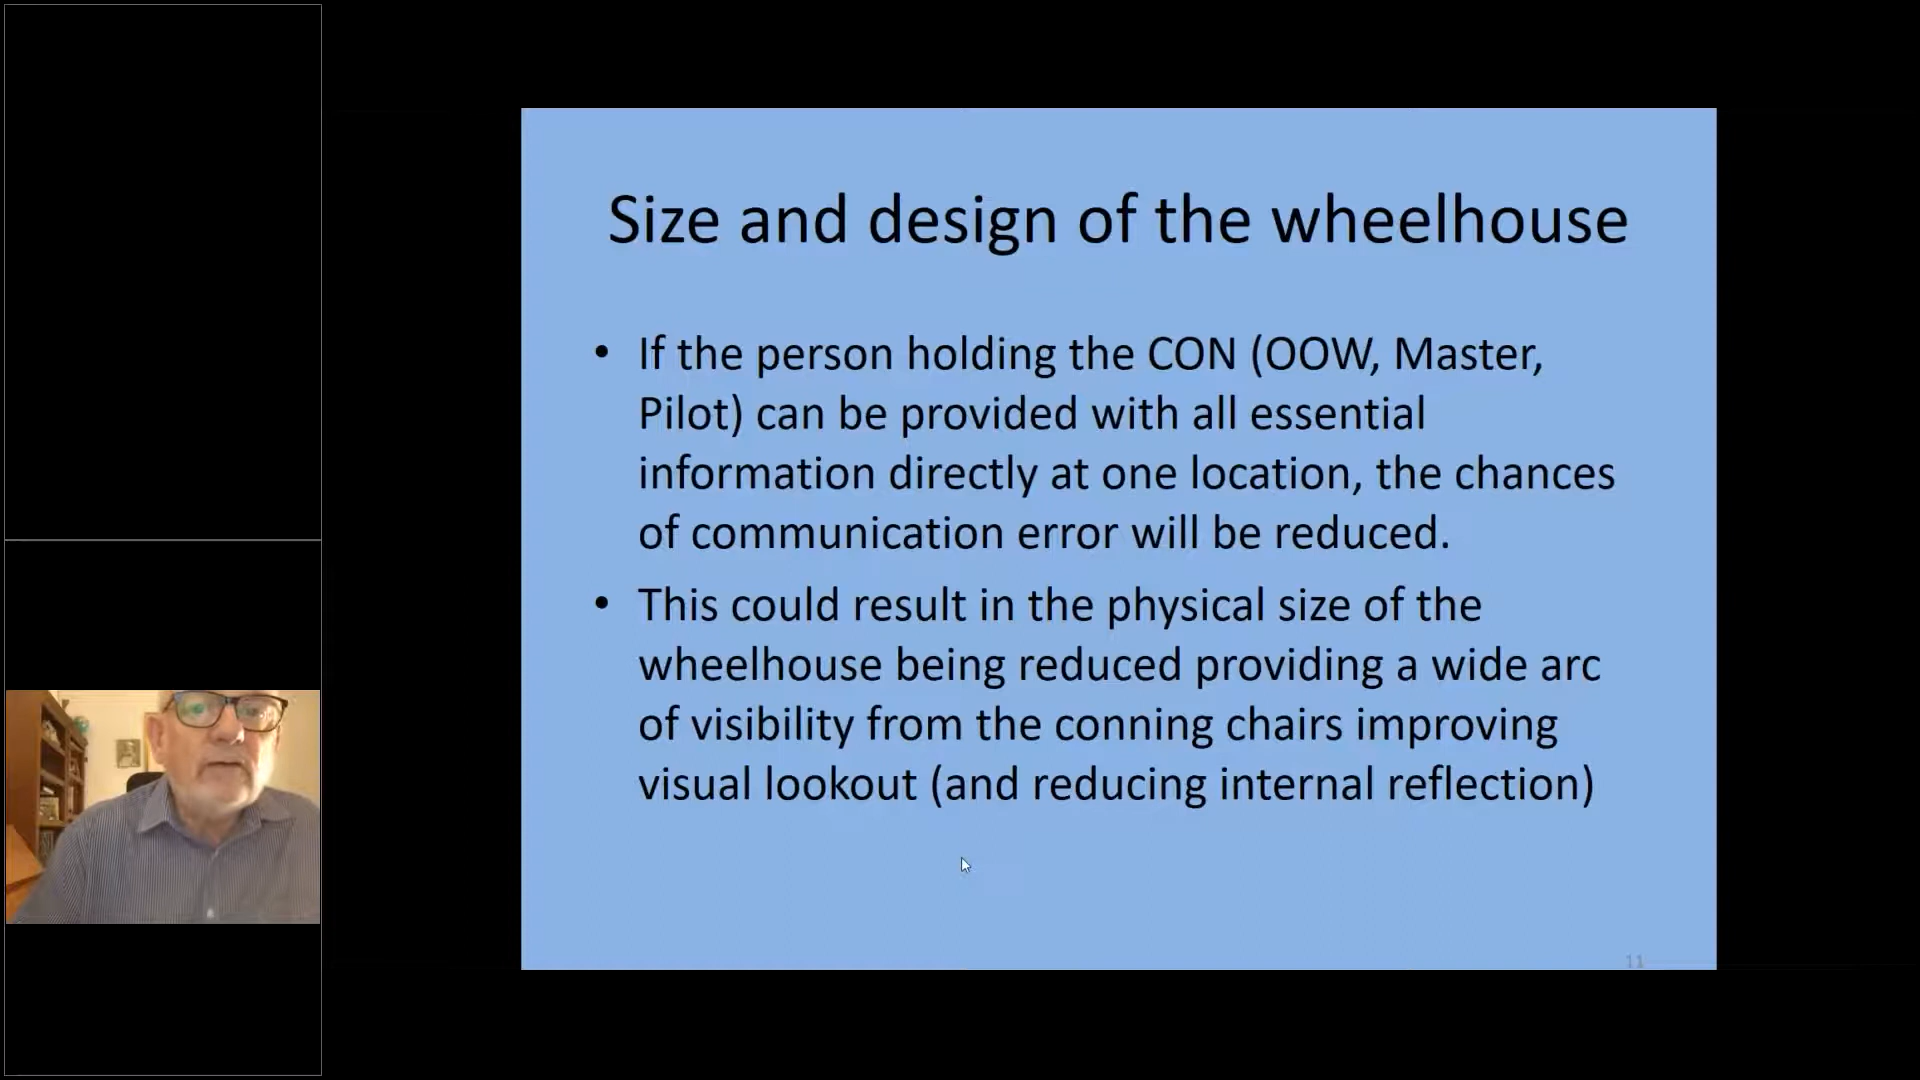 Size and design of the wheelhouse
• If the person holding the CON (OOW, Master,
Pilot) can be provided with all essential
information directly at one location, the chances
of communication error will be reduced.
• This could result in the physical size of the
wheelhouse being reduced providing a wide arc
of visibility from the conning chairs improving
visual lookout (and reducing internal reflection)
11